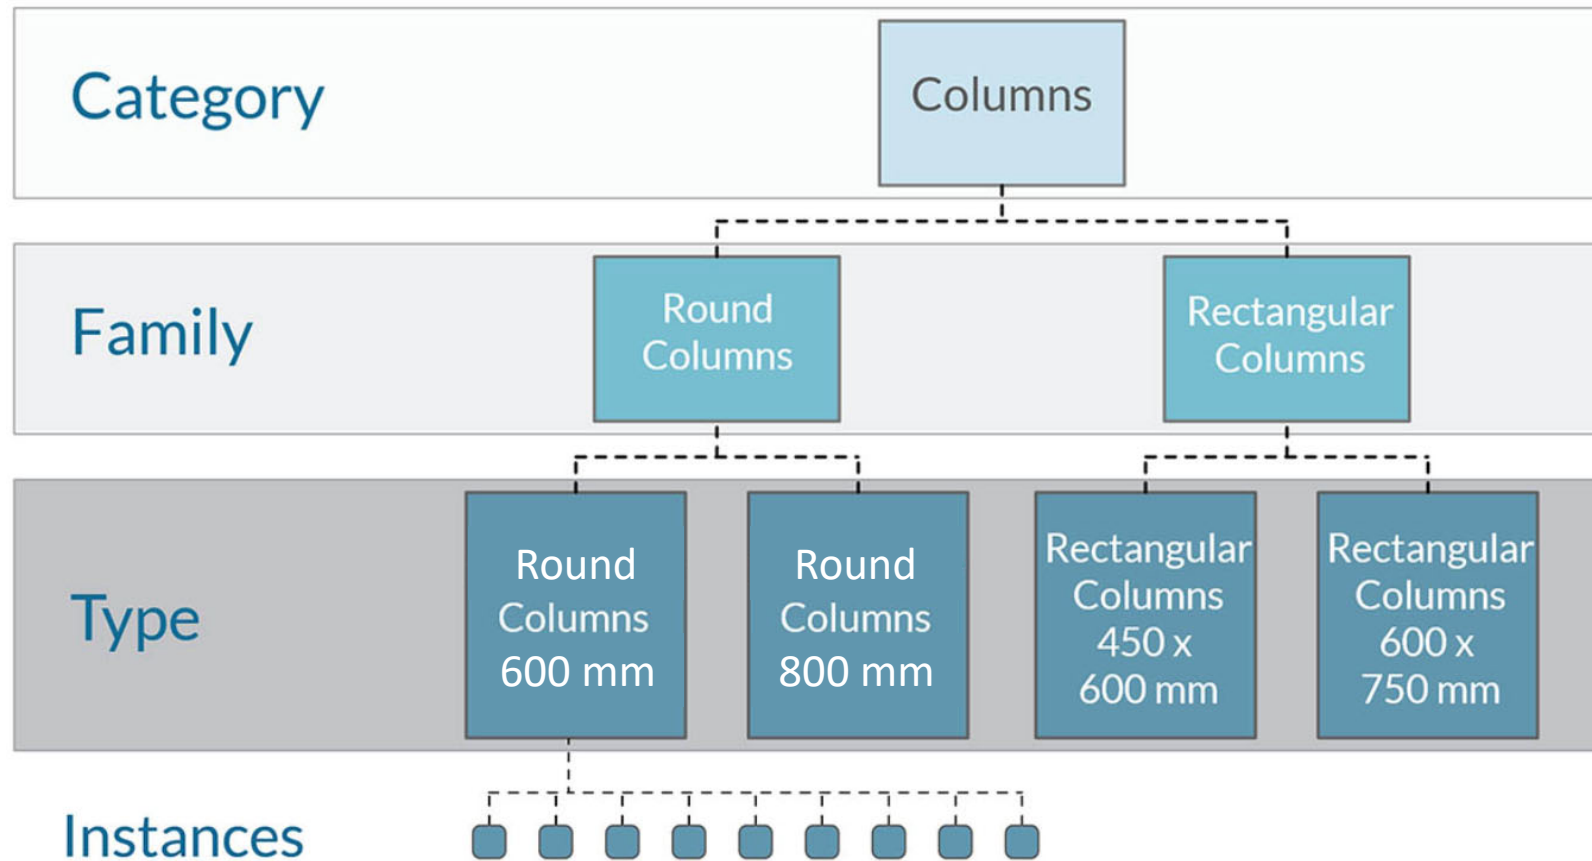 Category
Columns
Family
Round
Columns
Rectangular
Columns
Type
Round
Columns
600 mm
Round
Columns
800 mm
Rectangular
Columns
450 x
600 mm
Rectangular
Columns
600 x
750 mm
Instances